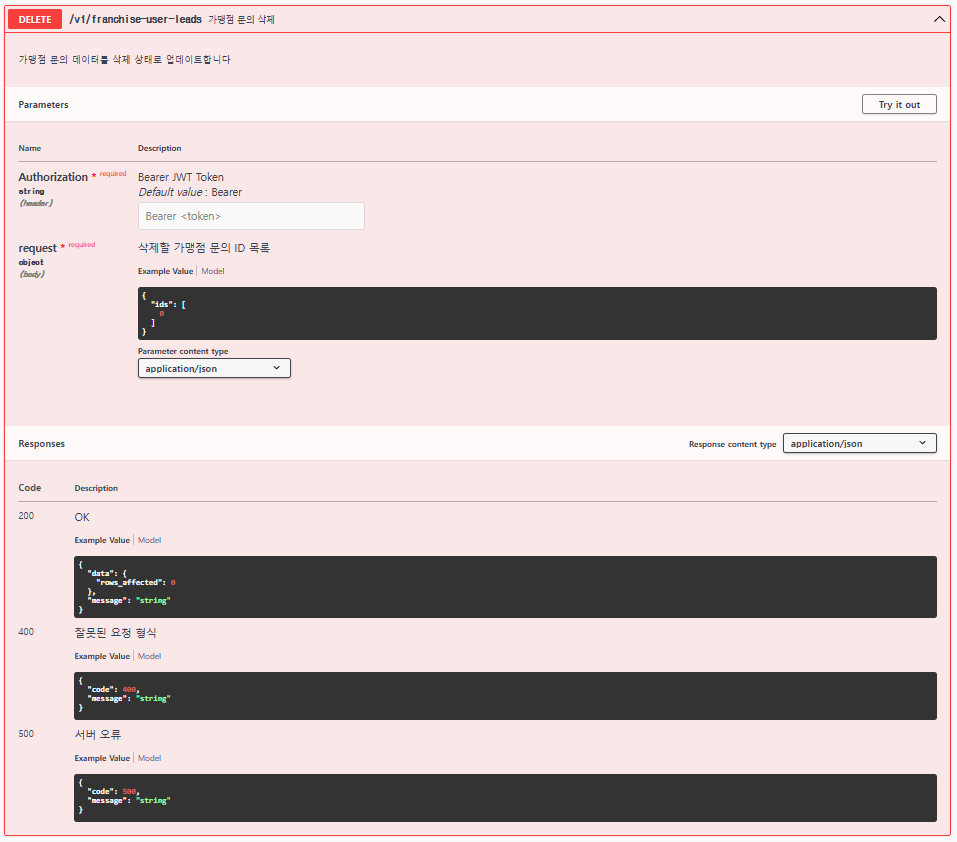 DELETE /v1/franchise-user-leads 가맹점 문의 삭제
가맹점 문의 데이터를 삭제 상태로 업데이트합니다
Parameters Try it out
Name Description
Authorization * required Bearer JWT Token
string Default value : Bearer
(header)
Bearer <token>
request * required 삭제할 가맹점 문의 ID 목록
object
(body)
Example Value Model
{
"ids": [
0
]
}
Parameter content type
application/json
Responses Response content type application/json
Code Description
200 OK
Example Value Model
{
"data": {
"rows_affected": 0
},
"message": "string"
}
400 잘못된 요청 형식
Example Value Model
{
"code": 400,
"message": "string"
}
500 서버 오류
Example Value Model
{
"code": 500,
"message": "string"
}